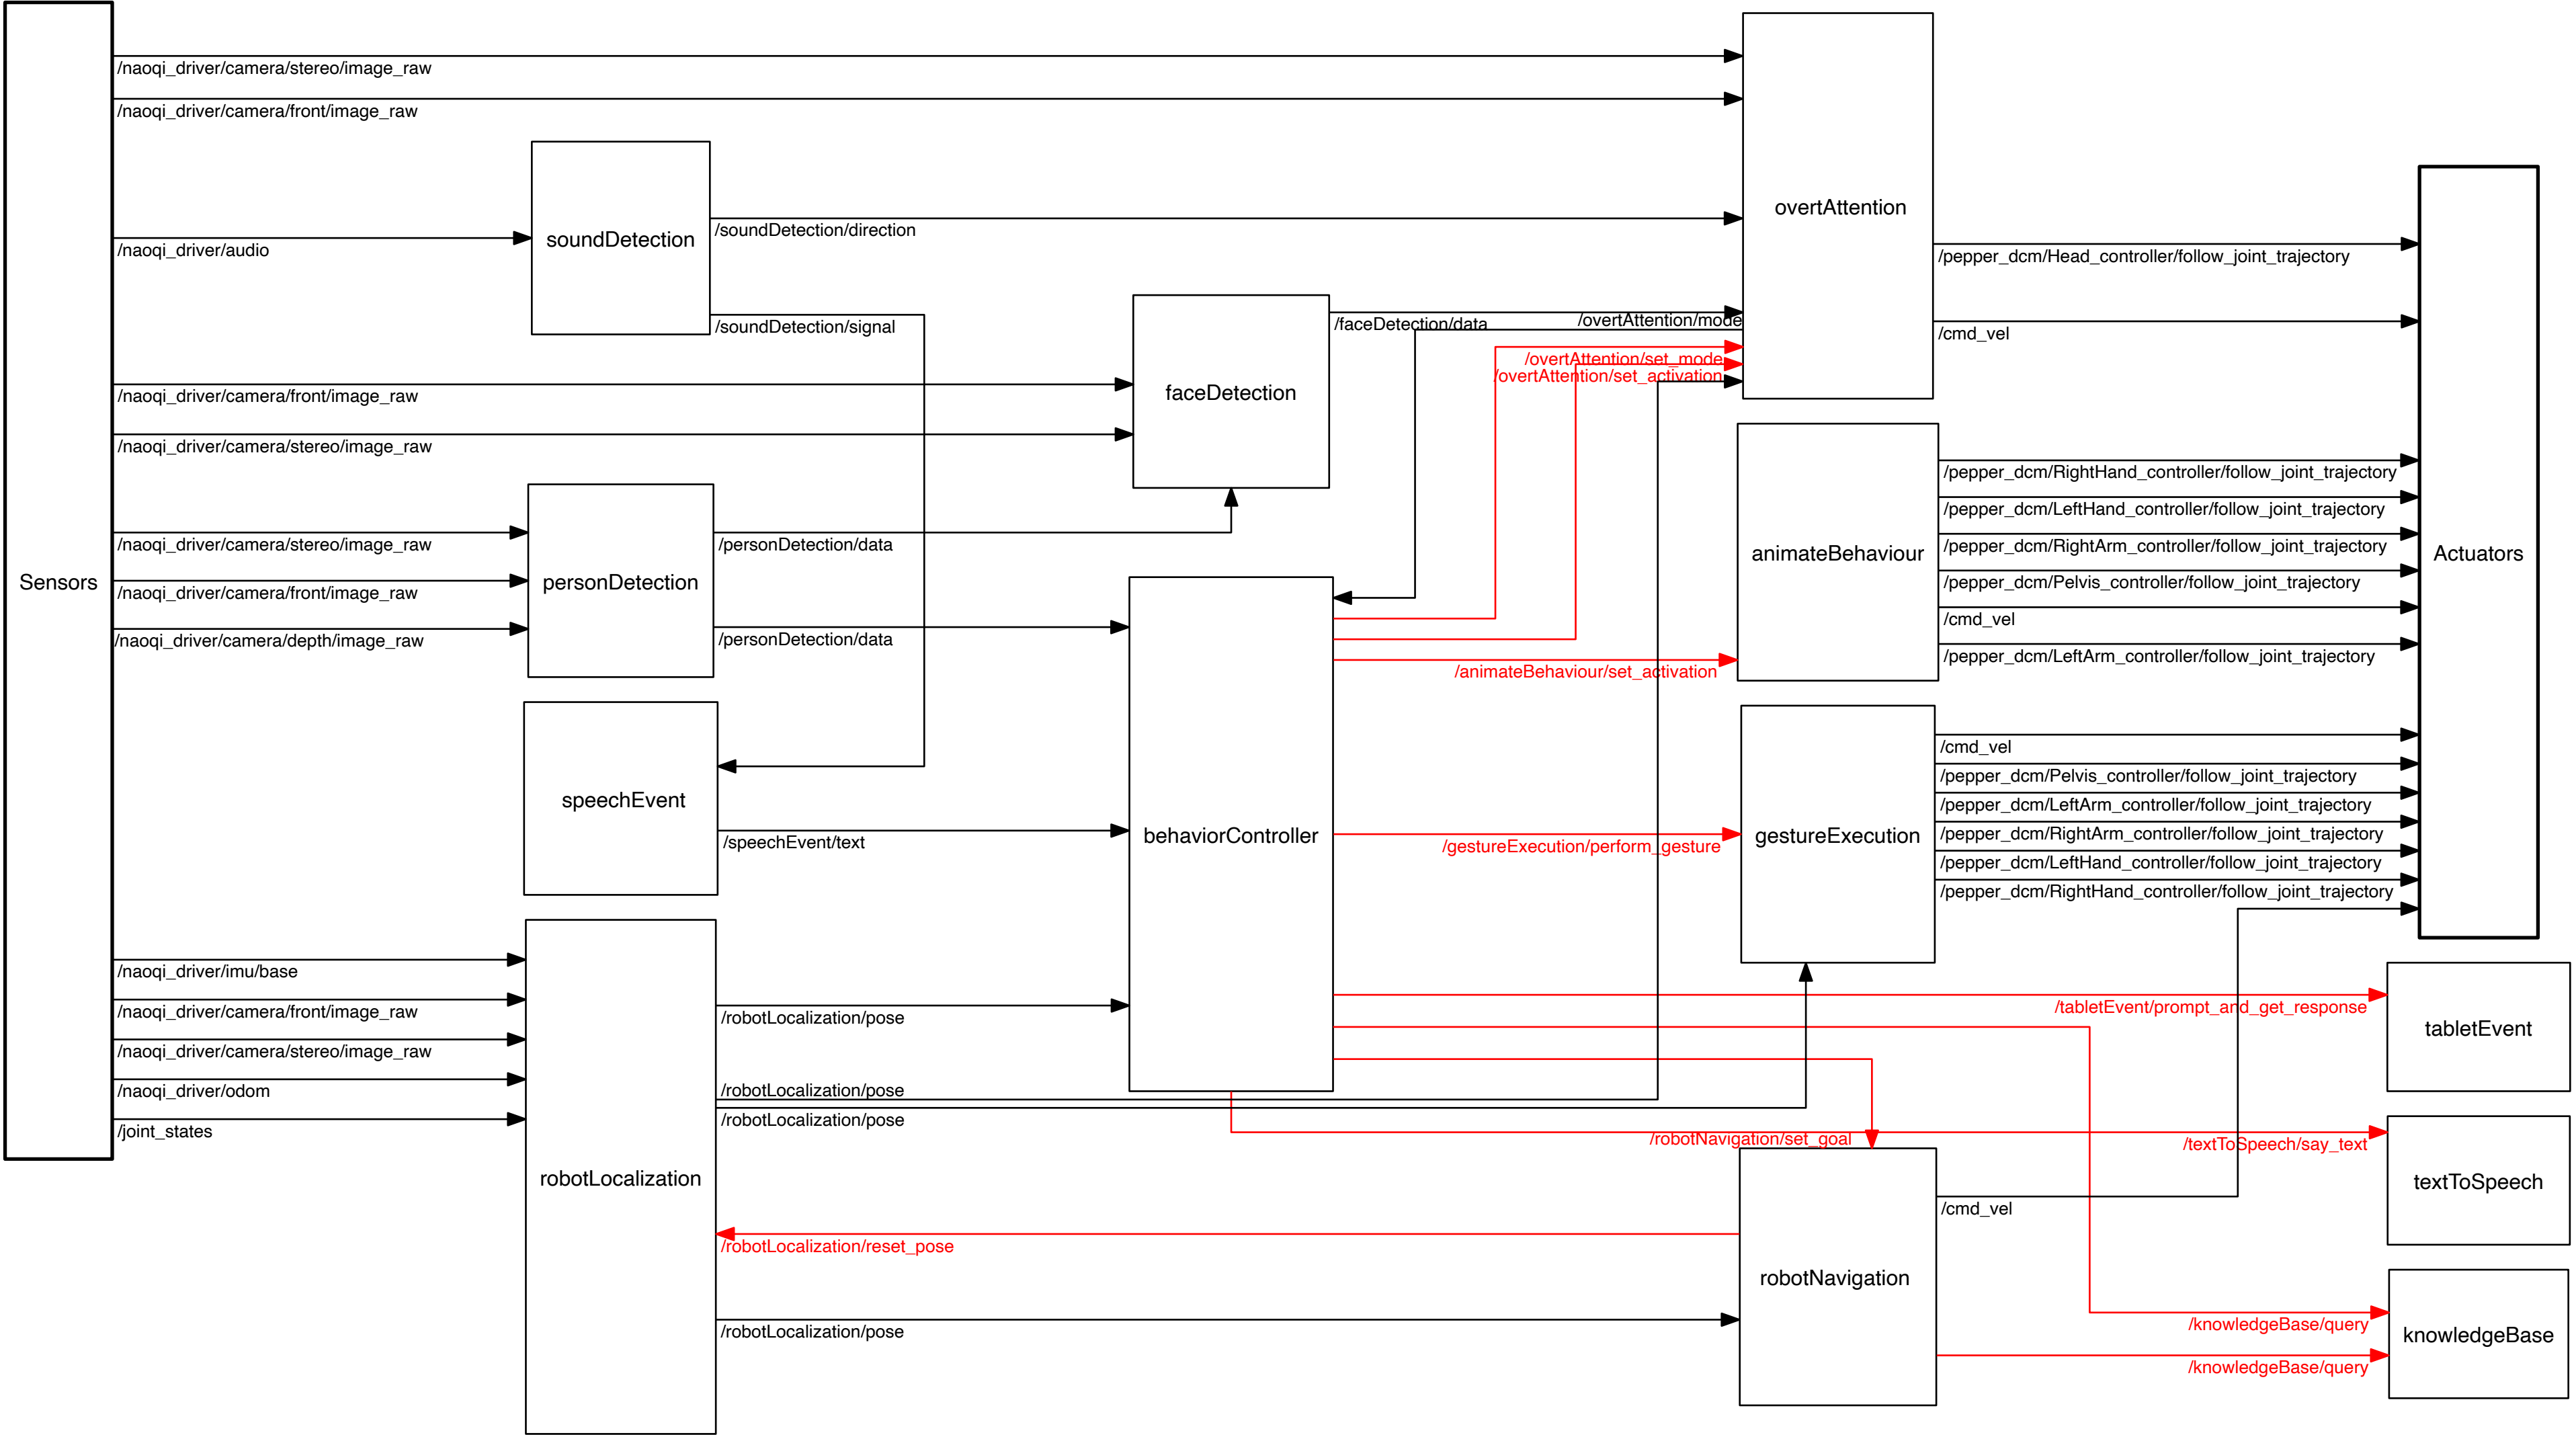 Sensors
/naoqi_driver/camera/stereo/image_raw
/naoqi_driver/camera/front/image_raw
/naoqi_driver/audio
/naoqi_driver/camera/front/image_raw
/naoqi_driver/camera/stereo/image_raw
/naoqi_driver/camera/stereo/image_raw
/naoqi_driver/camera/front/image_raw
/naoqi_driver/camera/depth/image_raw
/naoqi_driver/imu/base
/naoqi_driver/camera/front/image_raw
/naoqi_driver/camera/stereo/image_raw
/naoqi_driver/odom
/joint_states
soundDetection
/soundDetection/direction
/soundDetection/signal
personDetection
/personDetection/data
/personDetection/data
speechEvent
/speechEvent/text
robotLocalization
/robotLocalization/pose
/robotLocalization/pose
/robotLocalization/pose
/robotLocalization/reset_pose
/robotLocalization/pose
faceDetection
/faceDetection/data
/overtAttention/mode
/overtAttention/set_mode
/overtAttention/set_activation
behaviorController
/animateBehaviour/set_activation
/gestureExecution/perform_gesture
/tabletEvent/prompt_and_get_response
/robotNavigation/set_goal
/textToSpeech/say_text
/knowledgeBase/query
/knowledgeBase/query
overtAttention
/pepper_dcm/Head_controller/follow_joint_trajectory
/cmd_vel
animateBehaviour
/pepper_dcm/RightHand_controller/follow_joint_trajectory
/pepper_dcm/LeftHand_controller/follow_joint_trajectory
/pepper_dcm/RightArm_controller/follow_joint_trajectory
/pepper_dcm/Pelvis_controller/follow_joint_trajectory
/cmd_vel
/pepper_dcm/LeftArm_controller/follow_joint_trajectory
gestureExecution
/cmd_vel
/pepper_dcm/Pelvis_controller/follow_joint_trajectory
/pepper_dcm/LeftArm_controller/follow_joint_trajectory
/pepper_dcm/RightArm_controller/follow_joint_trajectory
/pepper_dcm/LeftHand_controller/follow_joint_trajectory
/pepper_dcm/RightHand_controller/follow_joint_trajectory
robotNavigation
/cmd_vel
Actuators
tabletEvent
textToSpeech
knowledgeBase